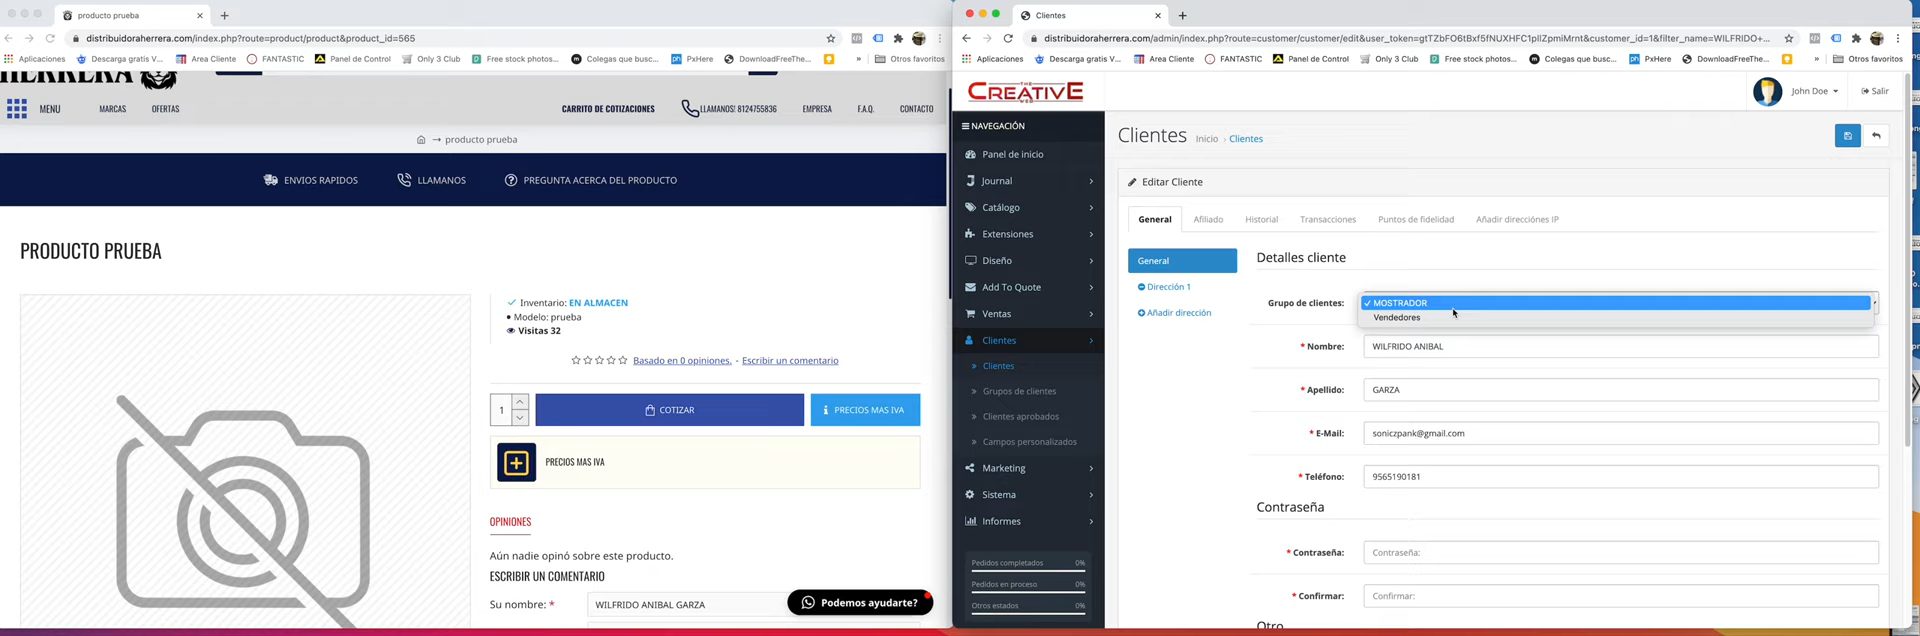 producto prueba
distribuidoraherrera.com/index.php?route=product/product&product_id=565
Aplicaciones
Descarga gratis V...
Area Cliente
FANTASTIC
Panel de Control
Only 3 Club
Free stock photos...
Colegas que busc...
PxHere
DownloadFreeThe...
»
Otros favoritos
HERRERA
MENU
MARCAS
OFERTAS
CARRITO DE COTIZACIONES
LLAMANOS! 8124755836
EMPRESA
F.A.Q.
CONTACTO
→ producto prueba
ENVIOS RAPIDOS
LLAMANOS
PREGUNTA ACERCA DEL PRODUCTO
PRODUCTO PRUEBA
Inventario: EN ALMACEN
• Modelo: prueba
Visitas 32
Basado en 0 opiniones. - Escribir un comentario
1
COTIZAR
PRECIOS MAS IVA
PRECIOS MAS IVA
OPINIONES
Aún nadie opinó sobre este producto.
ESCRIBIR UN COMENTARIO
Su nombre: *
WILFRIDO ANIBAL GARZA
Podemos ayudarte?
Clientes
distribuidoraherrera.com/admin/index.php?route=customer/customer/edit&user_token=gtTZbFO6tBxf5fNUXHFC1pIlZpmiMrnt&customer_id=1&filter_name=WILFRIDO+...
Aplicaciones
Descarga gratis V...
Area Cliente
FANTASTIC
Panel de Control
Only 3 Club
Free stock photos...
Colegas que busc...
PxHere
DownloadFreeThe...
»
Otros favoritos
THE CREATIVE WEB
John Doe
Salir
NAVEGACIÓN
Panel de inicio
Journal
Catálogo
Extensiones
Diseño
Add To Quote
Ventas
Clientes
» Clientes
» Grupos de clientes
» Clientes aprobados
» Campos personalizados
Marketing
Sistema
Informes
Pedidos completados 0%
Pedidos en proceso 0%
Otros estados 0%
Clientes
Inicio › Clientes
Editar Cliente
General
Afiliado
Historial
Transacciones
Puntos de fidelidad
Añadir direcciónes IP
General
Dirección 1
Añadir dirección
Detalles cliente
Grupo de clientes:
✓ MOSTRADOR
Vendedores
* Nombre:
WILFRIDO ANIBAL
* Apellido:
GARZA
* E-Mail:
soniczpank@gmail.com
* Teléfono:
9565190181
Contraseña
* Contraseña:
Contraseña:
* Confirmar:
Confirmar:
Otro